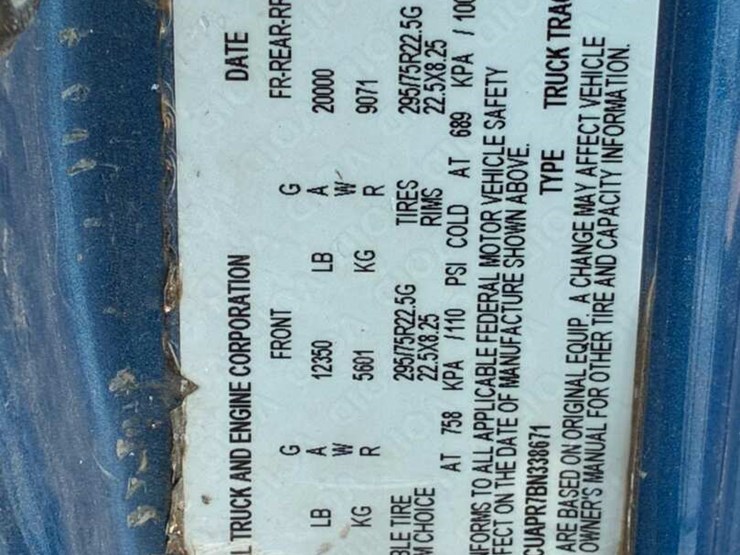 L TRUCK AND ENGINE CORPORATION DATE
G FRONT G FR-REAR-RF
LB A 12350 LB A 20000
W W
KG R 5601 KG R 9071
BLE TIRE 295/75R22.5G TIRES 295/75R22.5G
M CHOICE 22.5X8.25 RIMS 22.5X8.25
AT 758 KPA /110 PSI COLD AT 689 KPA / 100
FORMS TO ALL APPLICABLE FEDERAL MOTOR VEHICLE SAFETY
FECT ON THE DATE OF MANUFACTURE SHOWN ABOVE.
CUAPR7BN338671 TYPE TRUCK TRA
ARE BASED ON ORIGINAL EQUIP.. A CHANGE MAY AFFECT VEHICLE
OWNER'S MANUAL FOR OTHER TIRE AND CAPACITY INFORMATION.